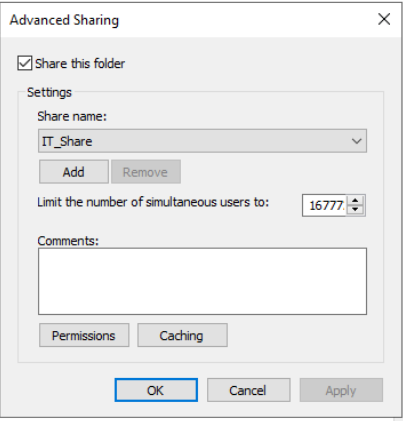 Advanced Sharing
Share this folder
Settings
Share name:
IT_Share
Add Remove
Limit the number of simultaneous users to: 16777
Comments:
Permissions Caching
OK Cancel Apply